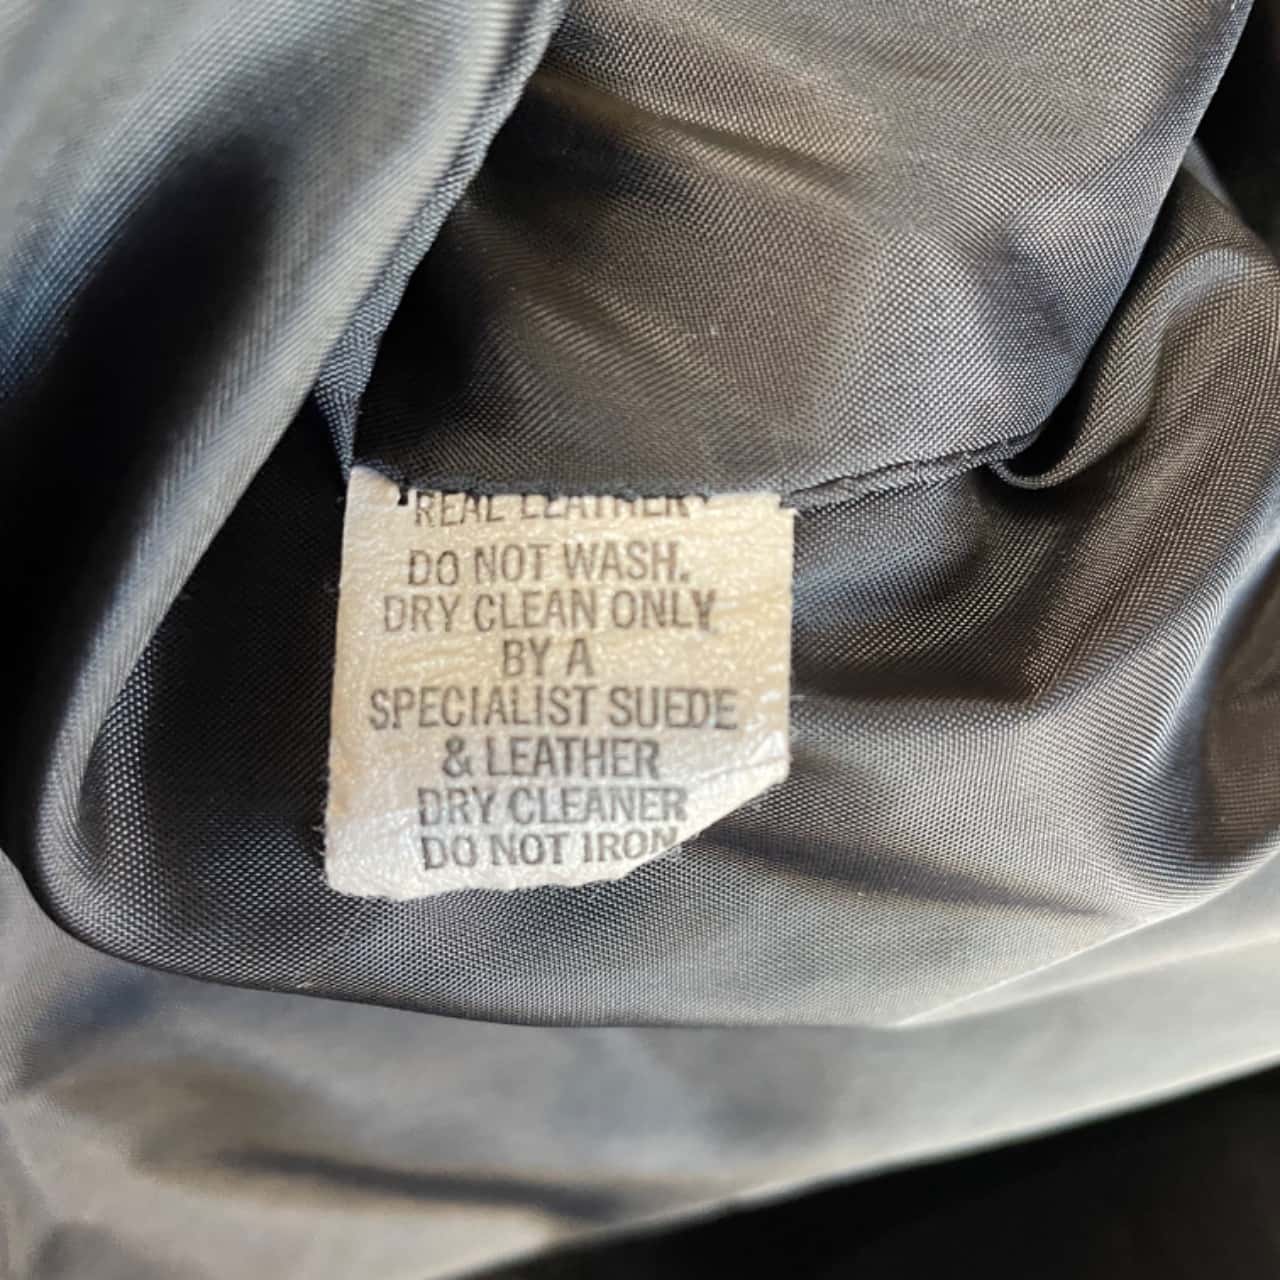 "REAL LEATHER"
DO NOT WASH.
DRY CLEAN ONLY
BY A
SPECIALIST SUEDE
& LEATHER
DRY CLEANER
DO NOT IRON